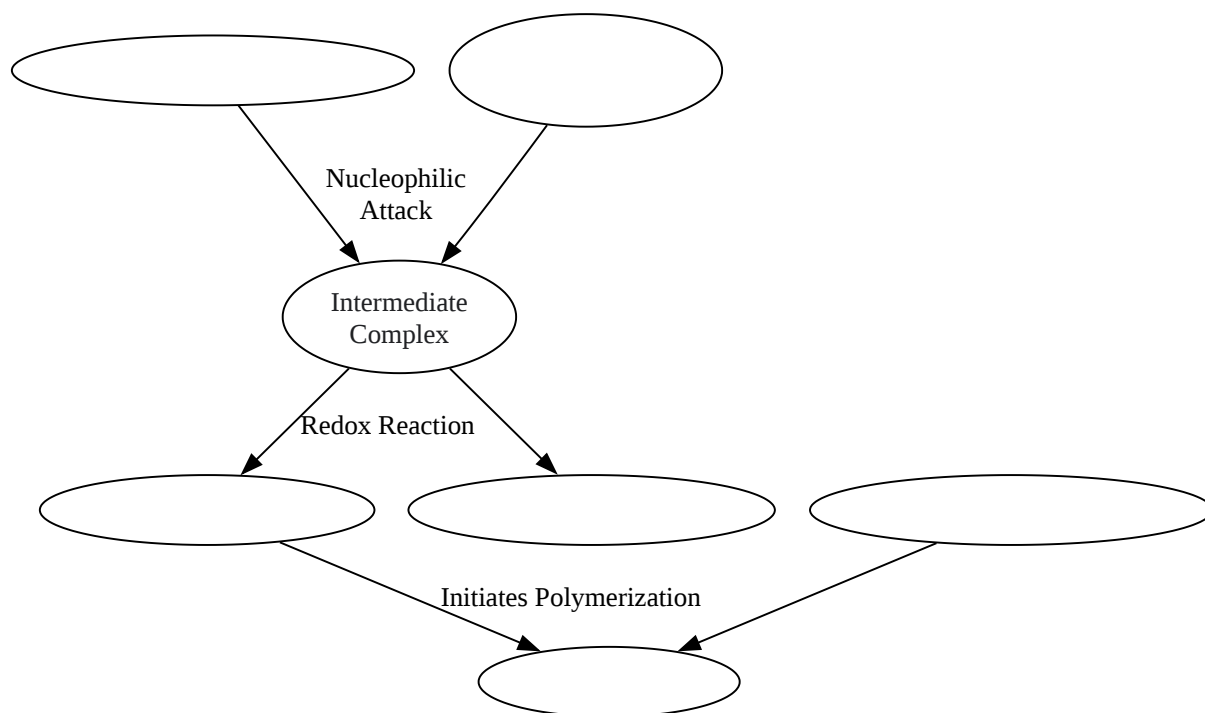 Nucleophilic
Attack
Intermediate
Complex
Redox Reaction
Initiates Polymerization